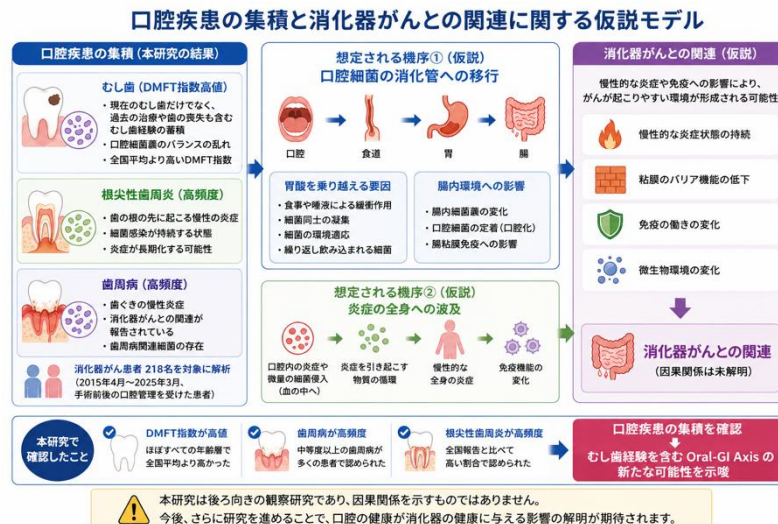 口腔疾患の集積と消化器がんとの関連に関する仮説モデル
口腔疾患の集積（本研究の結果）
むし歯（DMFT指数高値）
・現在のむし歯だけでなく、
過去の治療や歯の喪失も含む
むし歯経験の蓄積
・口腔細菌叢のバランスの乱れ
・全国平均より高いDMFT指数
根尖性歯周炎（高頻度）
・歯の根の先に起こる慢性の炎症
・細菌感染が持続する状態
・炎症が長期化する可能性
歯周病（高頻度）
・歯ぐきの慢性炎症
・消化器がんとの関連が
報告されている
・歯周病関連細菌の存在
消化器がん患者 218名を対象に解析
（2015年4月～2025年3月、
手術前後の口腔管理を受けた患者）
想定される機序①（仮説）
口腔細菌の消化管への移行
口腔
食道
胃
腸
胃酸を乗り越える要因
・食事や唾液による緩衝作用
・細菌同士の凝集
・細菌の環境適応
・繰り返し飲み込まれる細菌
腸内環境への影響
・腸内細菌叢の変化
・口腔細菌の定着（口腔化）
・腸粘膜免疫への影響
想定される機序②（仮説）
炎症の全身への波及
口腔内の炎症や
微量の細菌侵入
（血の中へ）
炎症を引き起こす
物質の循環
慢性的な
全身の炎症
免疫機能の
変化
消化器がんとの関連（仮説）
慢性的な炎症や免疫への影響により、
がんが起こりやすい環境が形成される可能性
慢性的な炎症状態の持続
粘膜のバリア機能の低下
免疫の働きの変化
微生物環境の変化
消化器がんとの関連
（因果関係は未解明）
本研究で
確認したこと
DMFT指数が高値
ほぼすべての年齢層で
全国平均より高かった
歯周病が高頻度
中等度以上の歯周病が
多くの患者で認められた
根尖性歯周炎が高頻度
全国報告と比べて
高い割合で認められた
口腔疾患の集積を確認
むし歯経験を含む Oral-GI Axis の
新たな可能性を示唆
本研究は後ろ向きの観察研究であり、因果関係を示すものではありません。
今後、さらに研究を進めることで、口腔の健康が消化器の健康に与える影響の解明が期待されます。